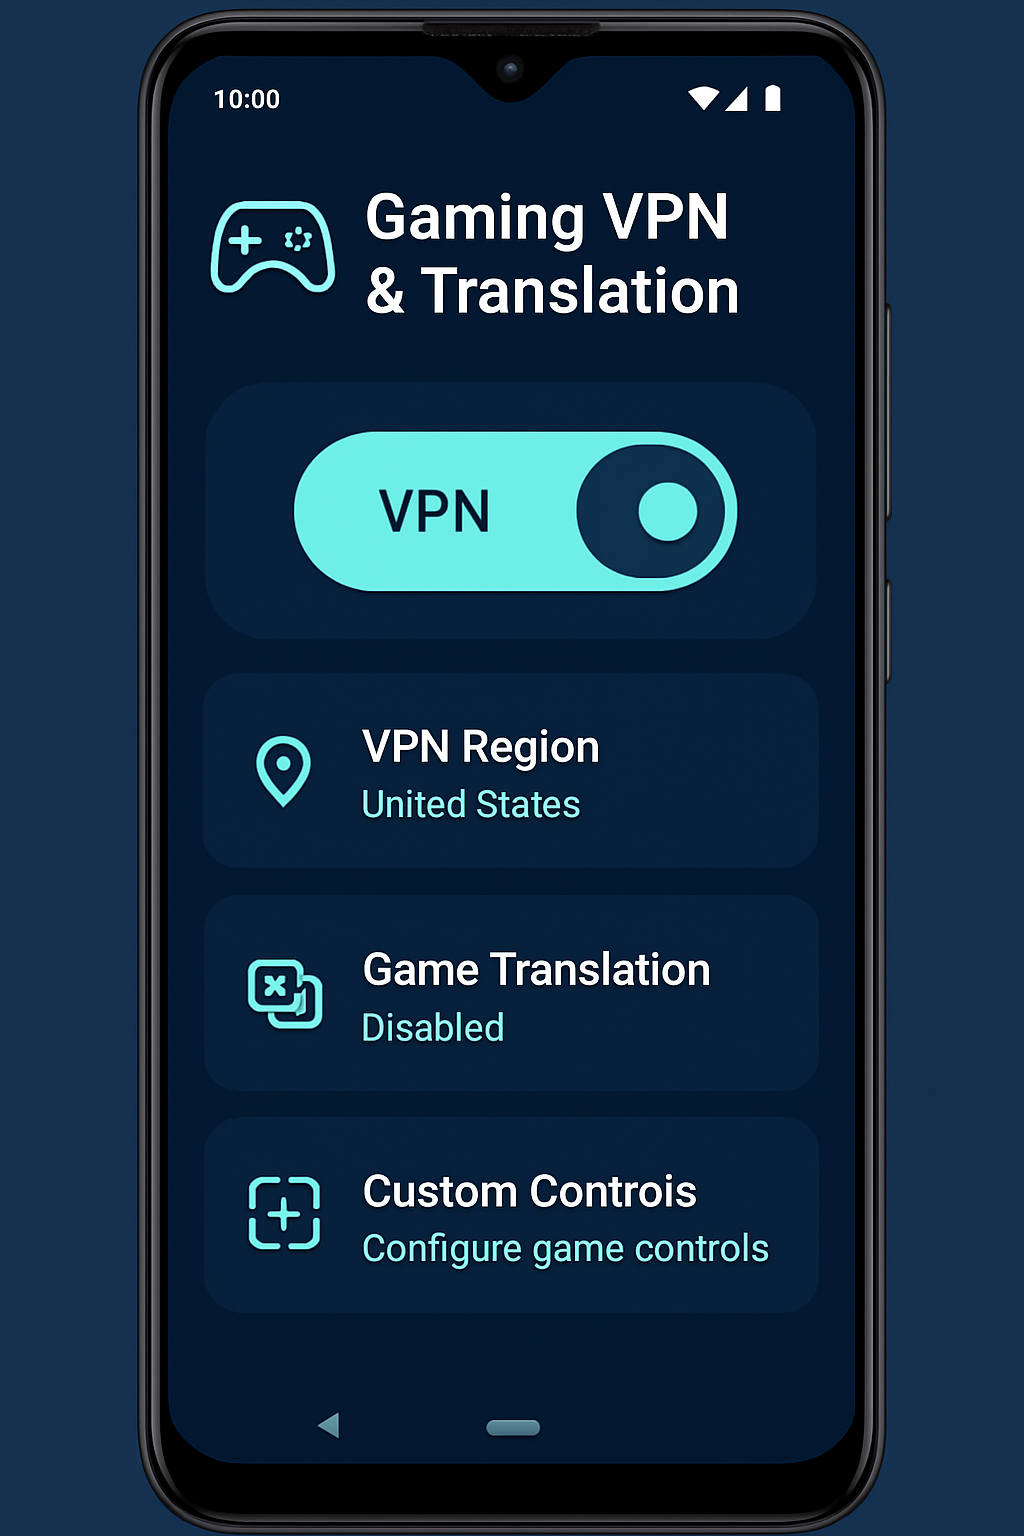 10:00
Gaming VPN
& Translation
VPN
VPN Region
United States
Game Translation
Disabled
Custom Controis
Configure game controls